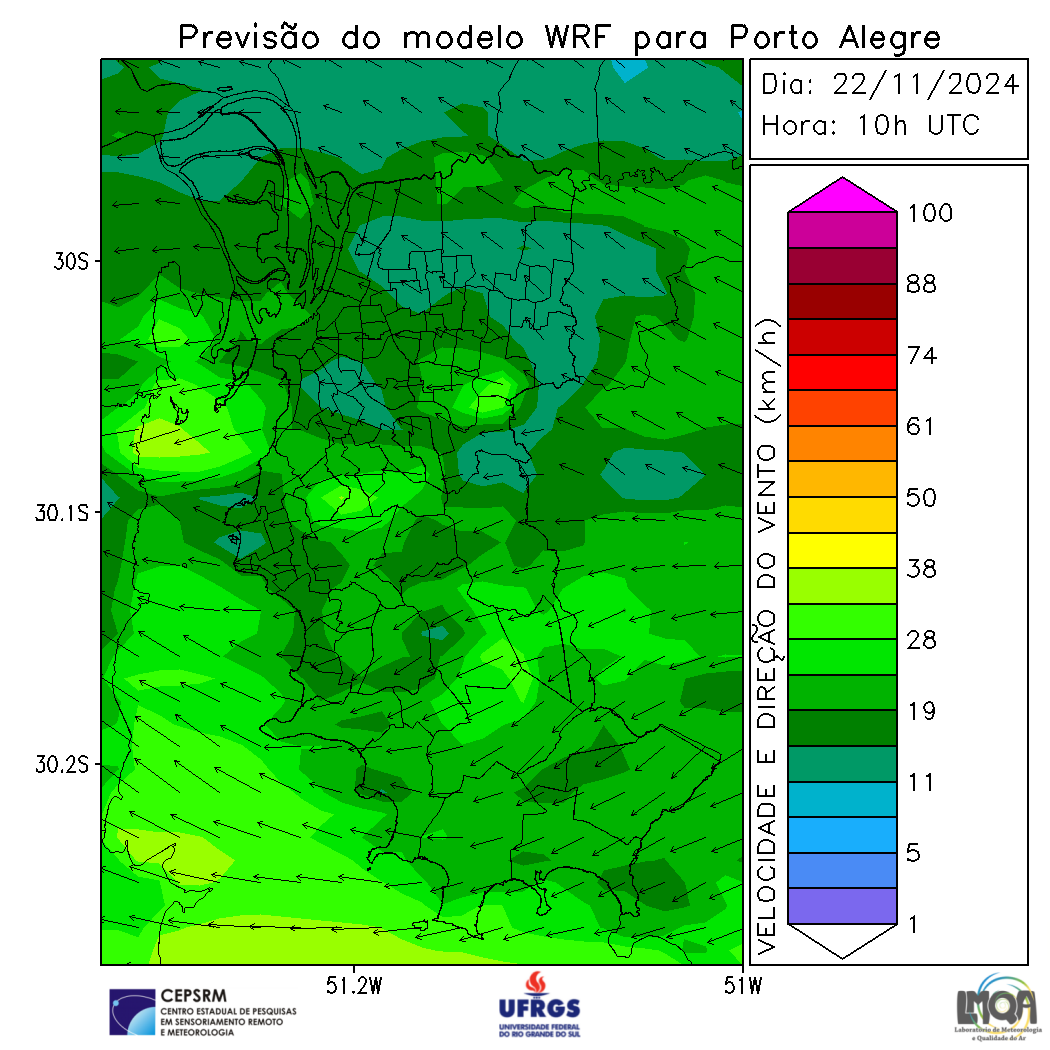 Previsão do modelo WRF para Porto Alegre
Dia: 22/11/2024
Hora: 10h UTC
30S
30.1S
30.2S
51.2W
51W
VELOCIDADE E DIREÇÃO DO VENTO (km/h)
100
88
74
61
50
38
28
19
11
5
1
CEPSRM
CENTRO ESTADUAL DE PESQUISAS
EM SENSORIAMENTO REMOTO
E METEOROLOGIA
UFRGS
UNIVERSIDADE FEDERAL
DO RIO GRANDE DO SUL
LMQA
Laboratório de Meteorologia
e Qualidade do Ar